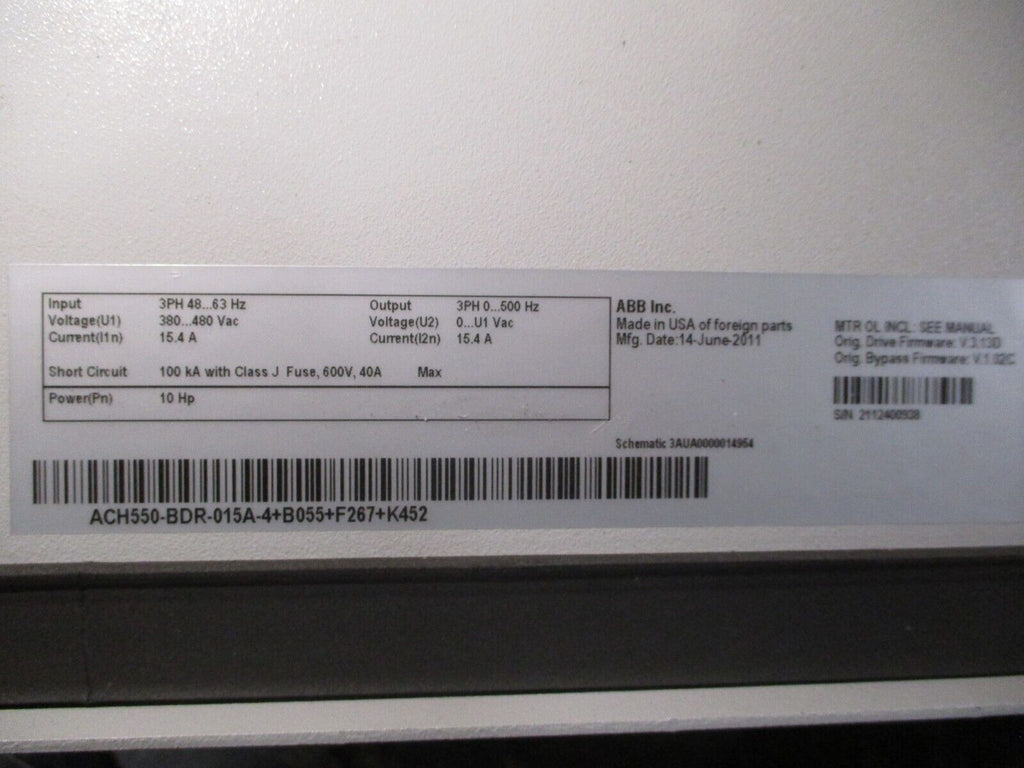 Input 3PH 48...63 Hz Output 3PH 0...500 Hz
Voltage(U1) 380...480 Vac Voltage(U2) 0...U1 Vac
Current(I1n) 15.4 A Current(I2n) 15.4 A
Short Circuit 100 kA with Class J Fuse, 600V, 40A Max
Power(Pn) 10 Hp
ABB Inc.
Made in USA of foreign parts
Mfg. Date:14-June-2011
MTR OL INCL: SEE MANUAL
Orig. Drive Firmware: V.3.13D
Orig. Bypass Firmware: V.1.02C
S/N 2112400938
Schematic 3AUA0000014954
ACH550-BDR-015A-4+B055+F267+K452